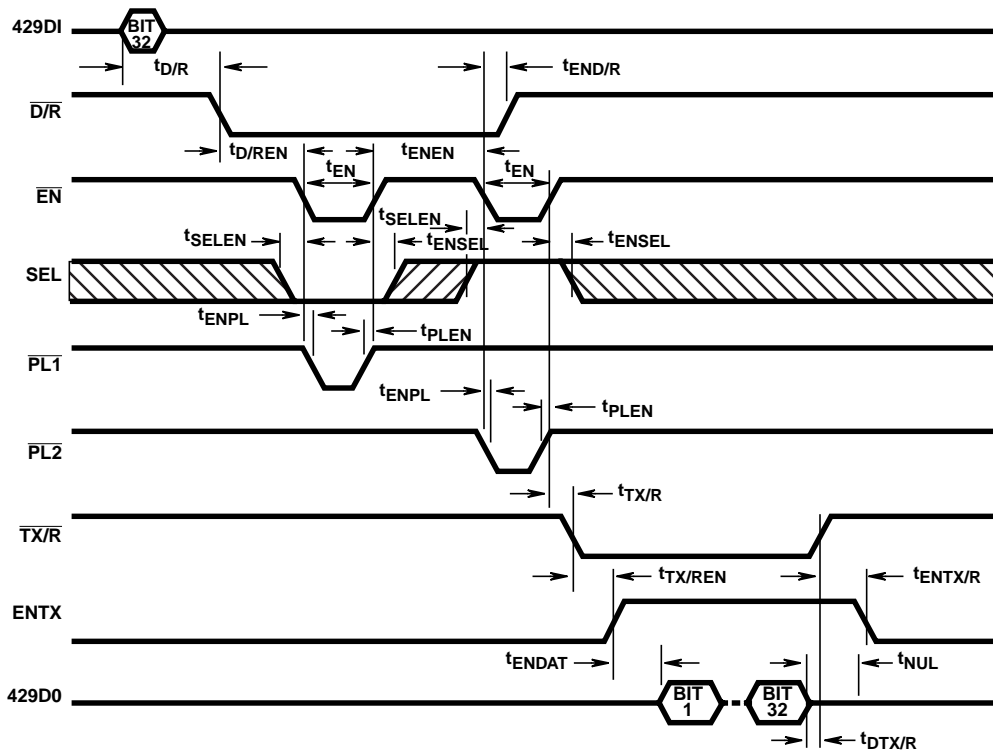 429DI
BIT
32
tD/R
tEND/R
D/R
tD/REN
tENEN
tEN
tEN
EN
tSELEN
tSELEN
tENSEL
tENSEL
SEL
tENPL
tPLEN
PL1
tENPL
tPLEN
PL2
tTX/R
TX/R
tTX/REN
tENTX/R
ENTX
tENDAT
tNUL
429D0
BIT
1
BIT
32
tDTX/R